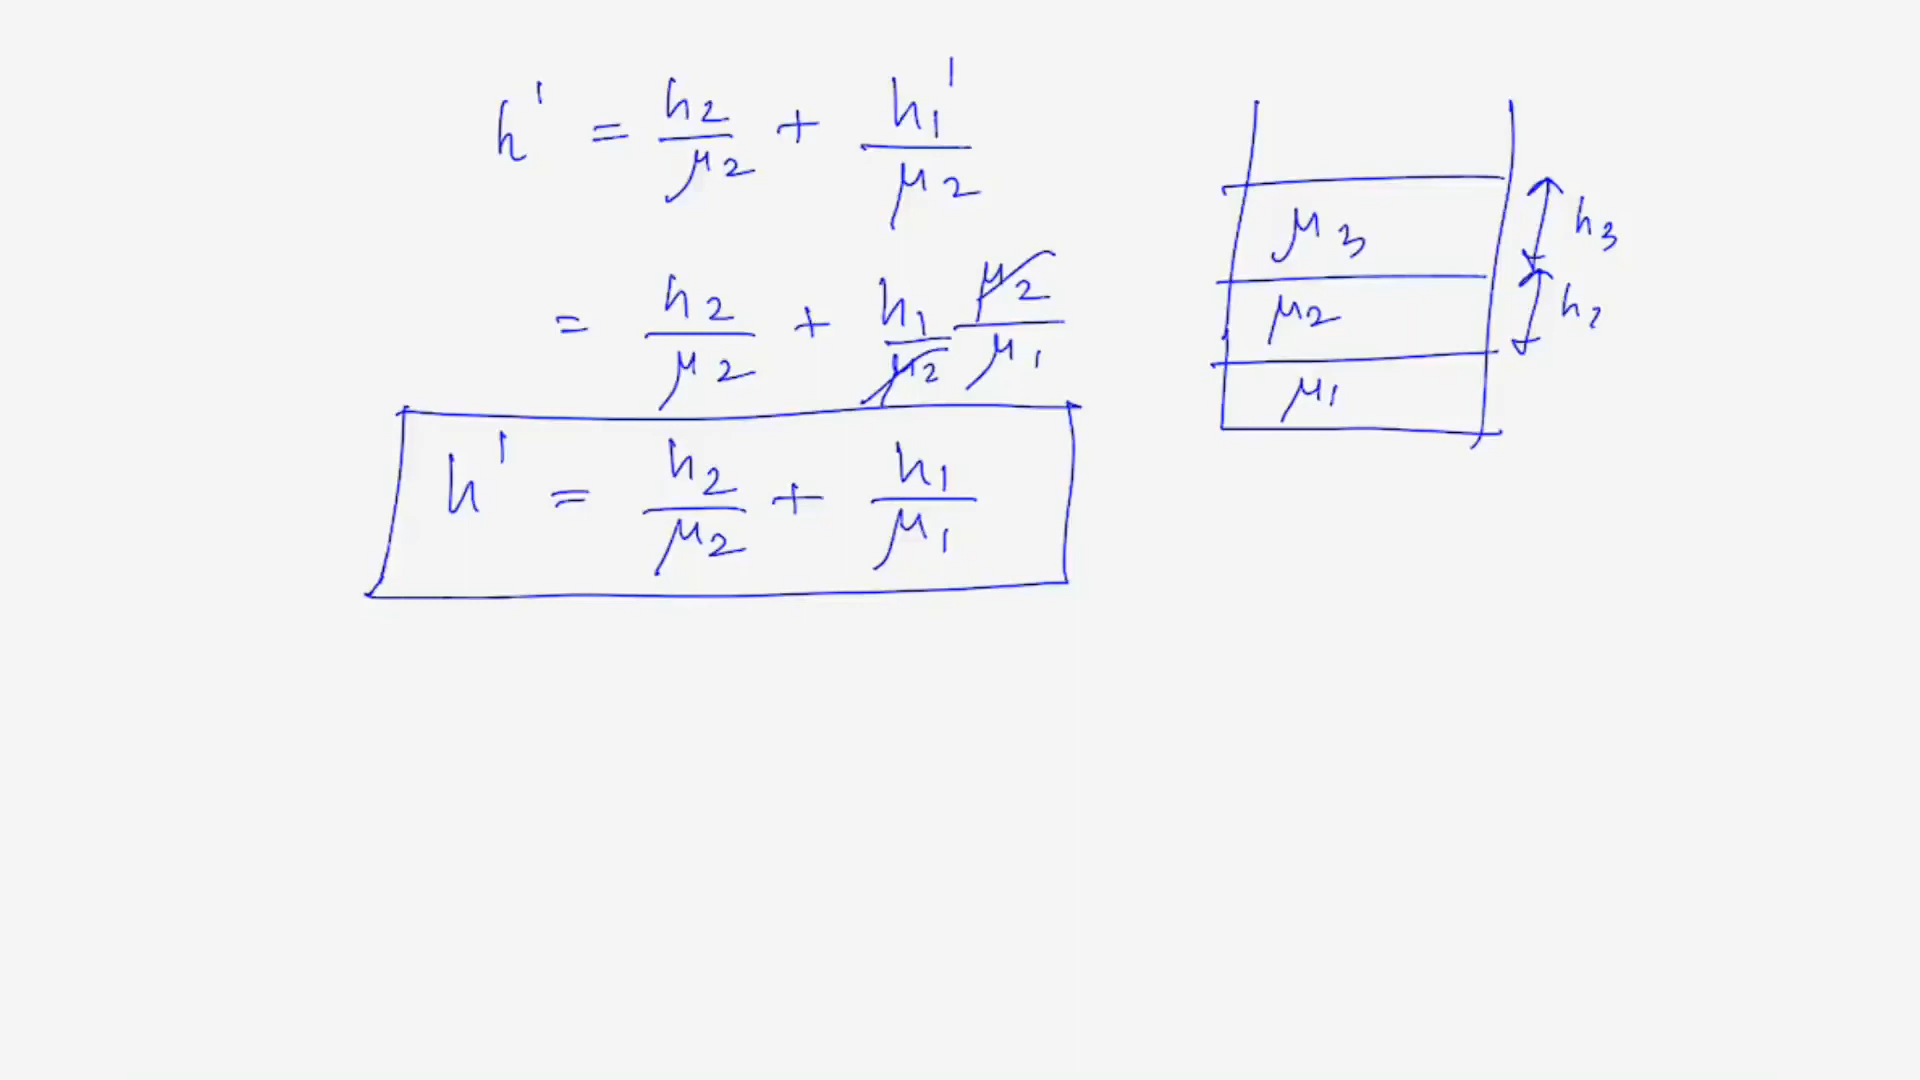 h' = h2/μ2 + h1'/μ2
= h2/μ2 + h1/μ2 μ2/μ1
h' = h2/μ2 + h1/μ1
μ3
h3
μ2
h2
μ1